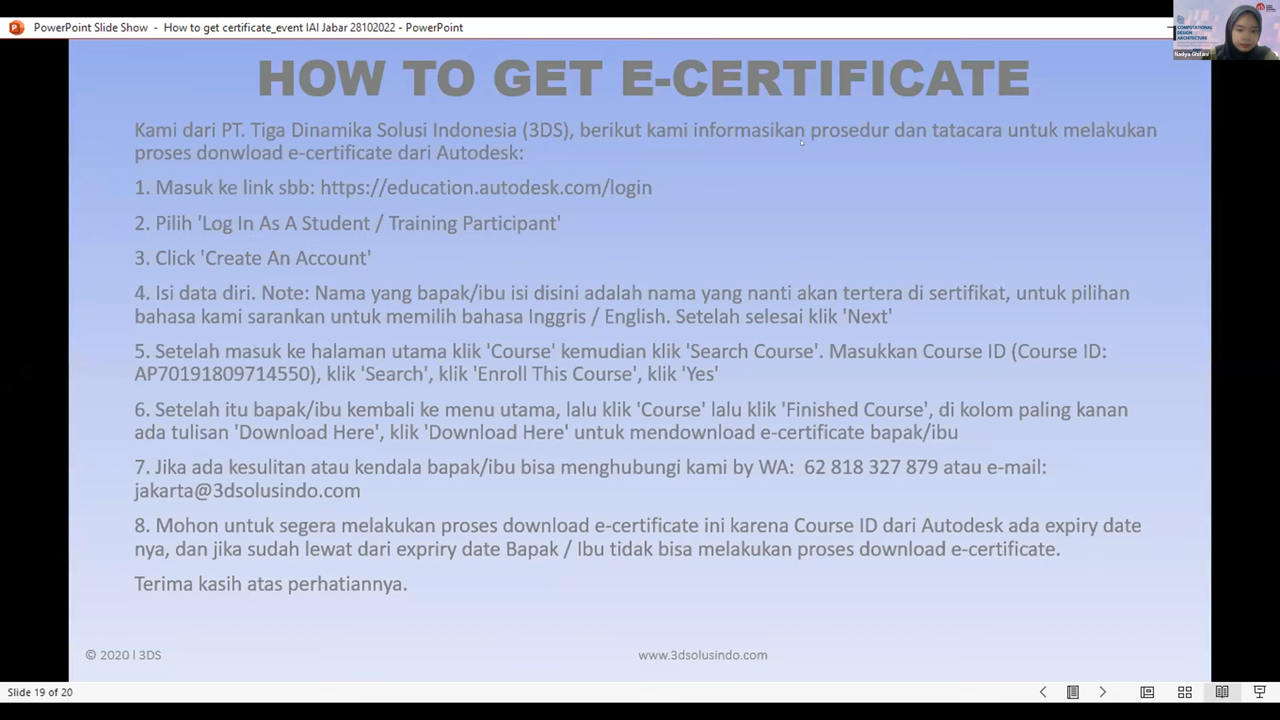 PowerPoint Slide Show - How to get certificate_event IAI Jabar 28102022 - PowerPoint
COMPUTATIONAL
DESIGN
ARCHITECTURE
Nadya Ghifani
HOW TO GET E-CERTIFICATE
Kami dari PT. Tiga Dinamika Solusi Indonesia (3DS), berikut kami informasikan prosedur dan tatacara untuk melakukan
proses donwload e-certificate dari Autodesk:
1. Masuk ke link sbb: https://education.autodesk.com/login
2. Pilih 'Log In As A Student / Training Participant'
3. Click 'Create An Account'
4. Isi data diri. Note: Nama yang bapak/ibu isi disini adalah nama yang nanti akan tertera di sertifikat, untuk pilihan
bahasa kami sarankan untuk memilih bahasa Inggris / English. Setelah selesai klik 'Next'
5. Setelah masuk ke halaman utama klik 'Course' kemudian klik 'Search Course'. Masukkan Course ID (Course ID:
AP70191809714550), klik 'Search', klik 'Enroll This Course', klik 'Yes'
6. Setelah itu bapak/ibu kembali ke menu utama, lalu klik 'Course' lalu klik 'Finished Course', di kolom paling kanan
ada tulisan 'Download Here', klik 'Download Here' untuk mendownload e-certificate bapak/ibu
7. Jika ada kesulitan atau kendala bapak/ibu bisa menghubungi kami by WA: 62 818 327 879 atau e-mail:
jakarta@3dsolusindo.com
8. Mohon untuk segera melakukan proses download e-certificate ini karena Course ID dari Autodesk ada expiry date
nya, dan jika sudah lewat dari expriry date Bapak / Ibu tidak bisa melakukan proses download e-certificate.
Terima kasih atas perhatiannya.
© 2020 l 3DS
www.3dsolusindo.com
Slide 19 of 20